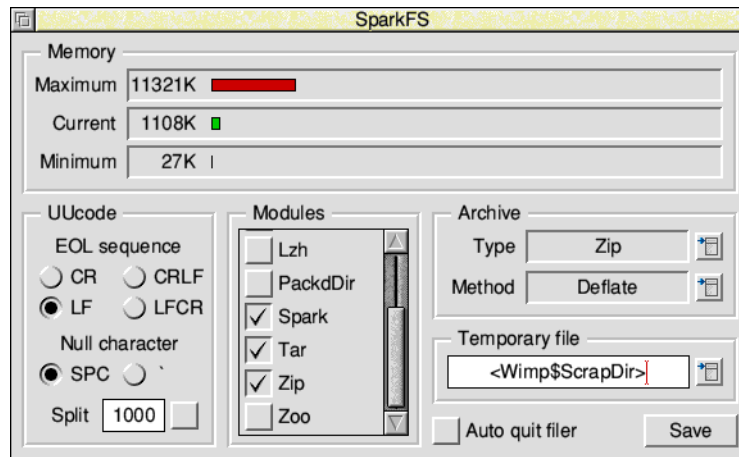 SparkFS
Memory
Maximum 11321K
Current 1108K
Minimum 27K
UUcode
EOL sequence
CR CRLF
LF LFCR
Null character
SPC `
Split 1000
Modules
Lzh
PackdDir
Spark
Tar
Zip
Zoo
Archive
Type Zip
Method Deflate
Temporary file
<Wimp$ScrapDir>
Auto quit filer Save